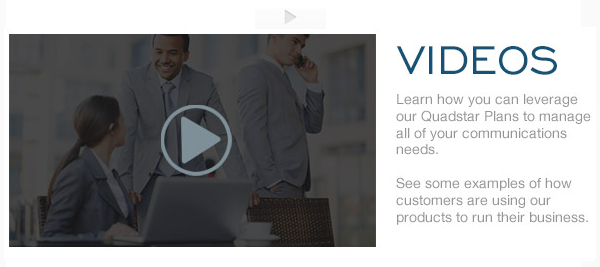 VIDEOS
Learn how you can leverage
our Quadstar Plans to manage
all of your communications
needs.
See some examples of how
customers are using our
products to run their business.